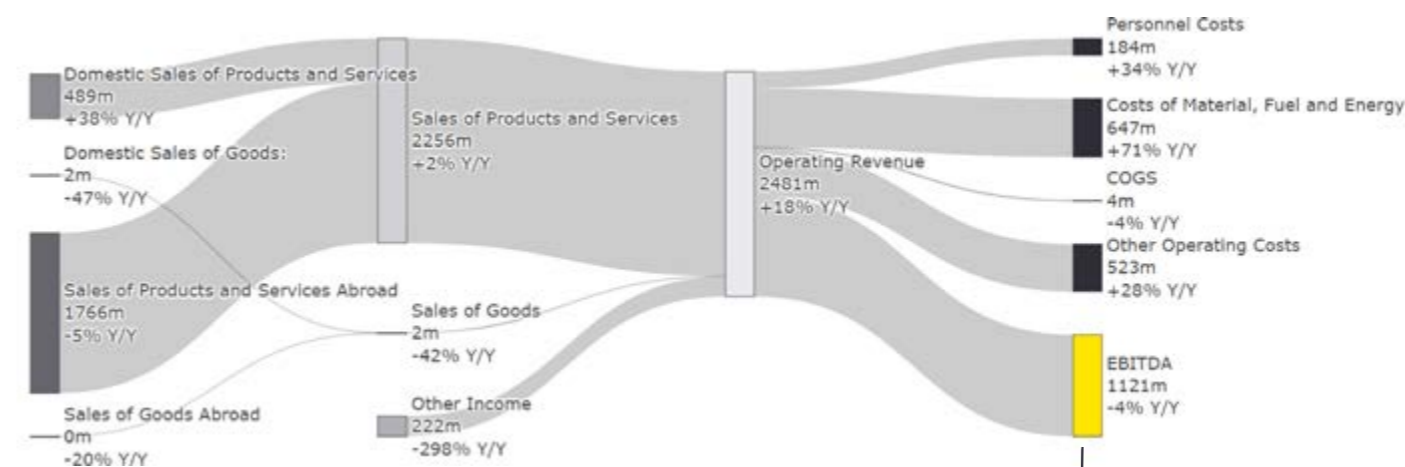 Domestic Sales of Products and Services
489m
+38% Y/Y
Domestic Sales of Goods:
2m
-47% Y/Y
Sales of Products and Services Abroad
1766m
-5% Y/Y
Sales of Goods Abroad
0m
-20% Y/Y
Sales of Products and Services
2256m
+2% Y/Y
Sales of Goods
2m
-42% Y/Y
Other Income
222m
-298% Y/Y
Operating Revenue
2481m
+18% Y/Y
Personnel Costs
184m
+34% Y/Y
Costs of Material, Fuel and Energy
647m
+71% Y/Y
COGS
4m
-4% Y/Y
Other Operating Costs
523m
+28% Y/Y
EBITDA
1121m
-4% Y/Y